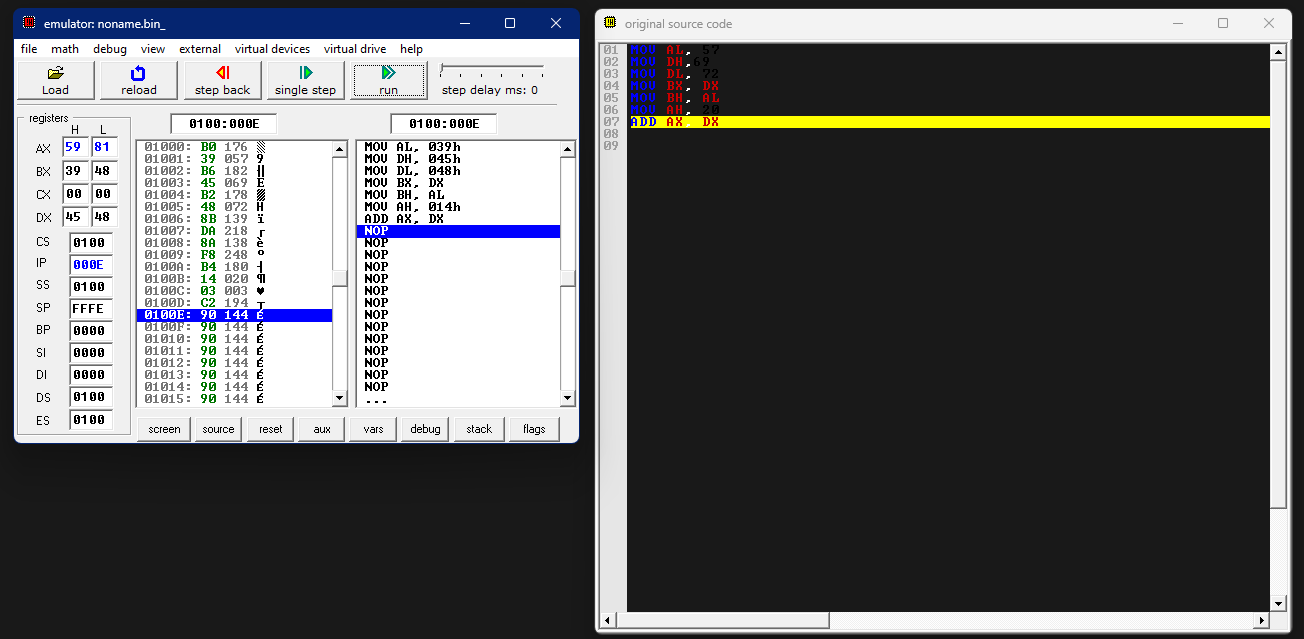 emulator: noname.bin_
file math debug view external virtual devices virtual drive help
Load reload step back single step run step delay ms: 0
registers
H L
AX 59 81
BX 39 48
CX 00 00
DX 45 48
CS 0100
IP 000E
SS 0100
SP FFFE
BP 0000
SI 0000
DI 0000
DS 0100
ES 0100
0100:000E
01000: B0 176 ▒
01001: 39 057 9
01002: B6 182 ╢
01003: 45 069 E
01004: B2 178 ▓
01005: 48 072 H
01006: 8B 139 ï
01007: DA 218 ┌
01008: 8A 138 è
01009: F8 248 °
0100A: B4 180 ┤
0100B: 14 020 ¶
0100C: 03 003 ♥
0100D: C2 194 ┬
0100E: 90 144 É
0100F: 90 144 É
01010: 90 144 É
01011: 90 144 É
01012: 90 144 É
01013: 90 144 É
01014: 90 144 É
01015: 90 144 É
0100:000E
MOV AL, 039h
MOV DH, 045h
MOV DL, 048h
MOV BX, DX
MOV BH, AL
MOV AH, 014h
ADD AX, DX
NOP
NOP
NOP
NOP
NOP
NOP
NOP
NOP
NOP
NOP
NOP
NOP
NOP
NOP
...
screen source reset aux vars debug stack flags
original source code
01 MOV AL, 57
02 MOV DH,69
03 MOV DL, 72
04 MOV BX, DX
05 MOV BH, AL
06 MOV AH, 20
07 ADD AX, DX
08
09